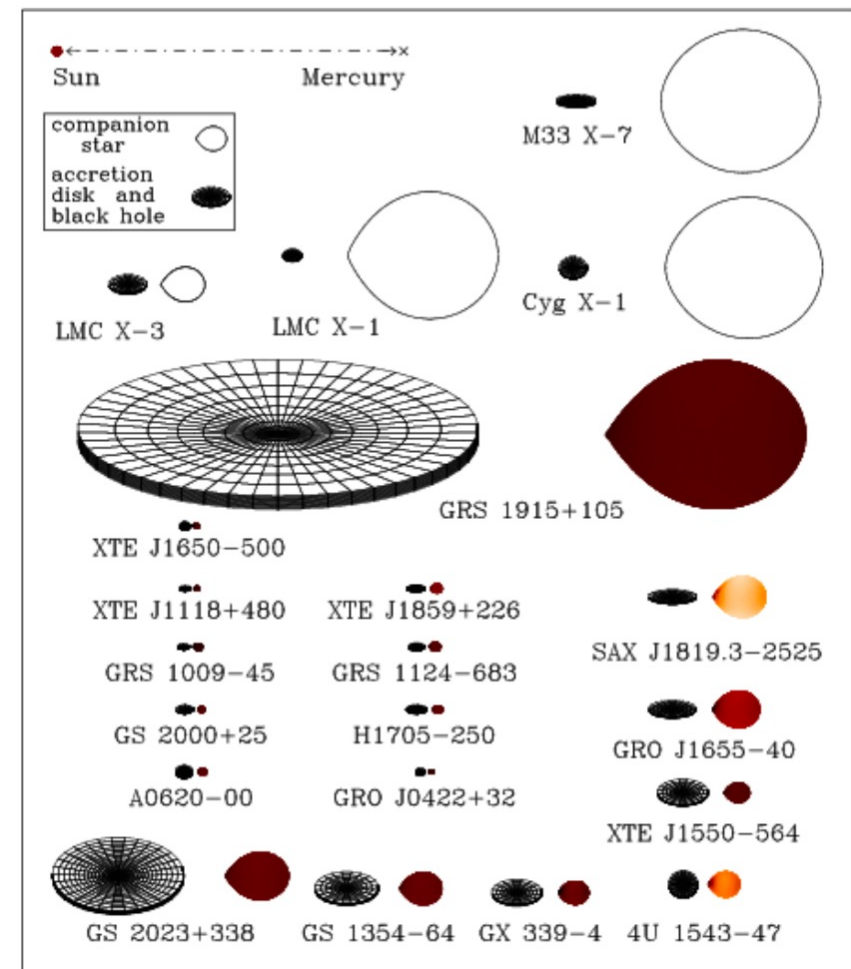 Sun Mercury
M33 X-7
companion
star
accretion
disk and
black hole
LMC X-3
LMC X-1
Cyg X-1
GRS 1915+105
XTE J1650-500
XTE J1118+480 XTE J1859+226
SAX J1819.3-2525
GRS 1009-45 GRS 1124-683
GS 2000+25 H1705-250
GRO J1655-40
A0620-00 GRO J0422+32
XTE J1550-564
GS 2023+338 GS 1354-64 GX 339-4 4U 1543-47